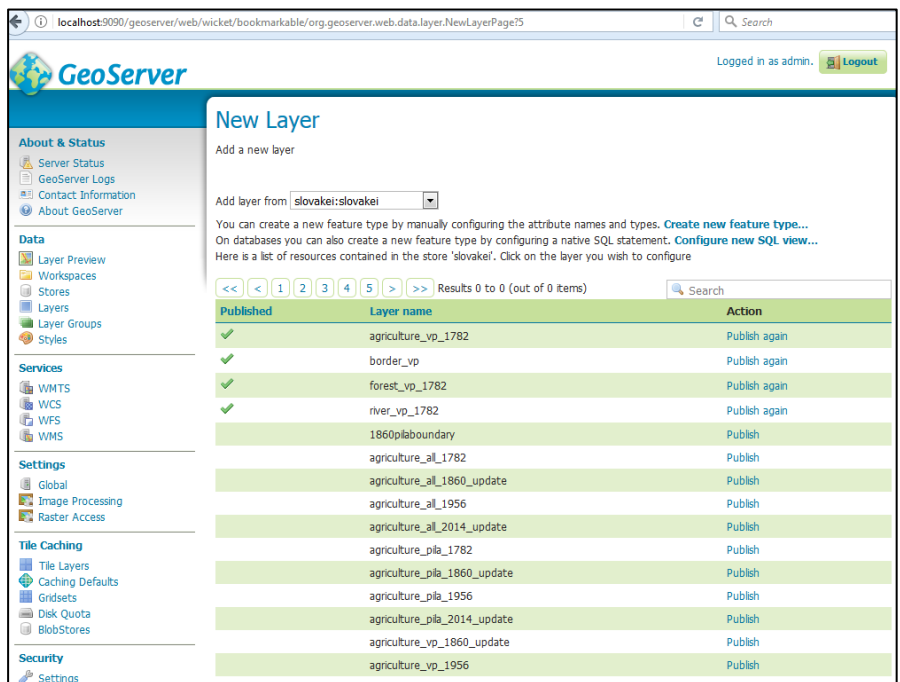 localhost:9090/geoserver/web/wicket/bookmarkable/org.geoserver.web.data.layer.NewLayerPage?5
Search
GeoServer
Logged in as admin.
Logout
About & Status
Server Status
GeoServer Logs
Contact Information
About GeoServer
Data
Layer Preview
Workspaces
Stores
Layers
Layer Groups
Styles
Services
WMTS
WCS
WFS
WMS
Settings
Global
Image Processing
Raster Access
Tile Caching
Tile Layers
Caching Defaults
Gridsets
Disk Quota
BlobStores
Security
Settings
New Layer
Add a new layer
Add layer from slovakei:slovakei
You can create a new feature type by manually configuring the attribute names and types. Create new feature type...
On databases you can also create a new feature type by configuring a native SQL statement. Configure new SQL view...
Here is a list of resources contained in the store 'slovakei'. Click on the layer you wish to configure
<< < 1 2 3 4 5 > >> Results 0 to 0 (out of 0 items) Search
Published Layer name Action
agriculture_vp_1782 Publish again
border_vp Publish again
forest_vp_1782 Publish again
river_vp_1782 Publish again
1860pilaboundary Publish
agriculture_all_1782 Publish
agriculture_all_1860_update Publish
agriculture_all_1956 Publish
agriculture_all_2014_update Publish
agriculture_pila_1782 Publish
agriculture_pila_1860_update Publish
agriculture_pila_1956 Publish
agriculture_pila_2014_update Publish
agriculture_vp_1860_update Publish
agriculture_vp_1956 Publish